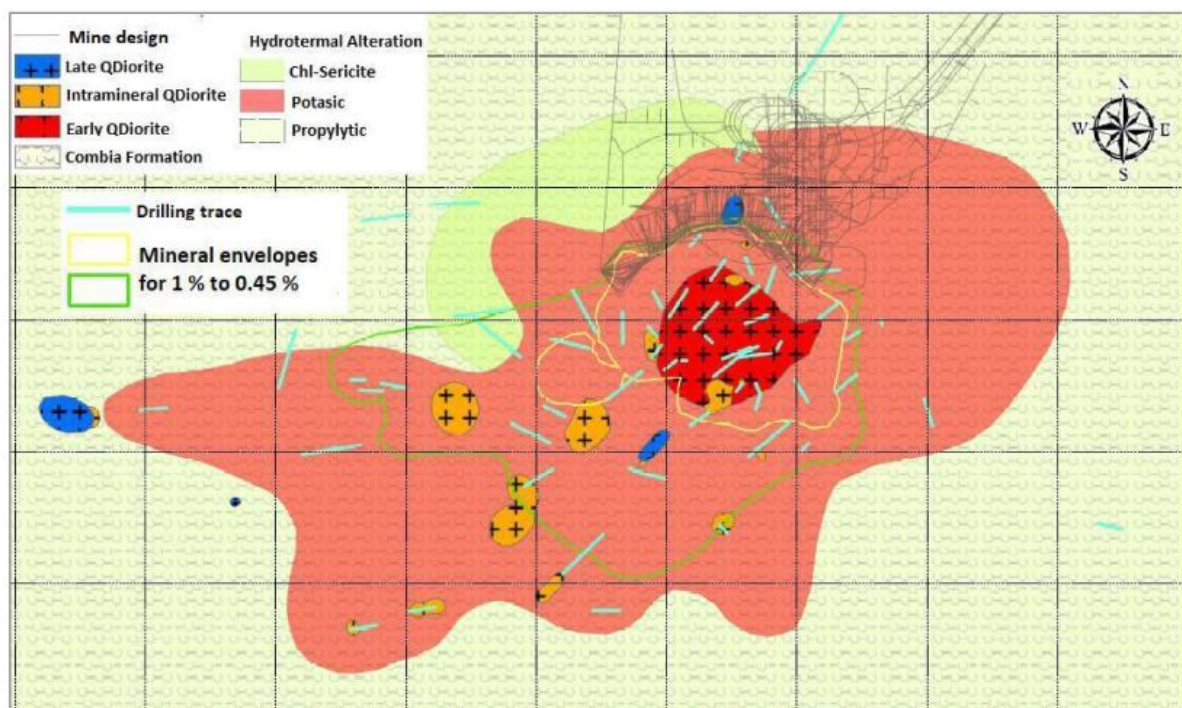 Mine design
Late QDiorite
Intramineral QDiorite
Early QDiorite
Combia Formation
Hydrotermal Alteration
Chl-Sericite
Potasic
Propylytic
Drilling trace
Mineral envelopes
for 1 % to 0.45 %
N
W E
S